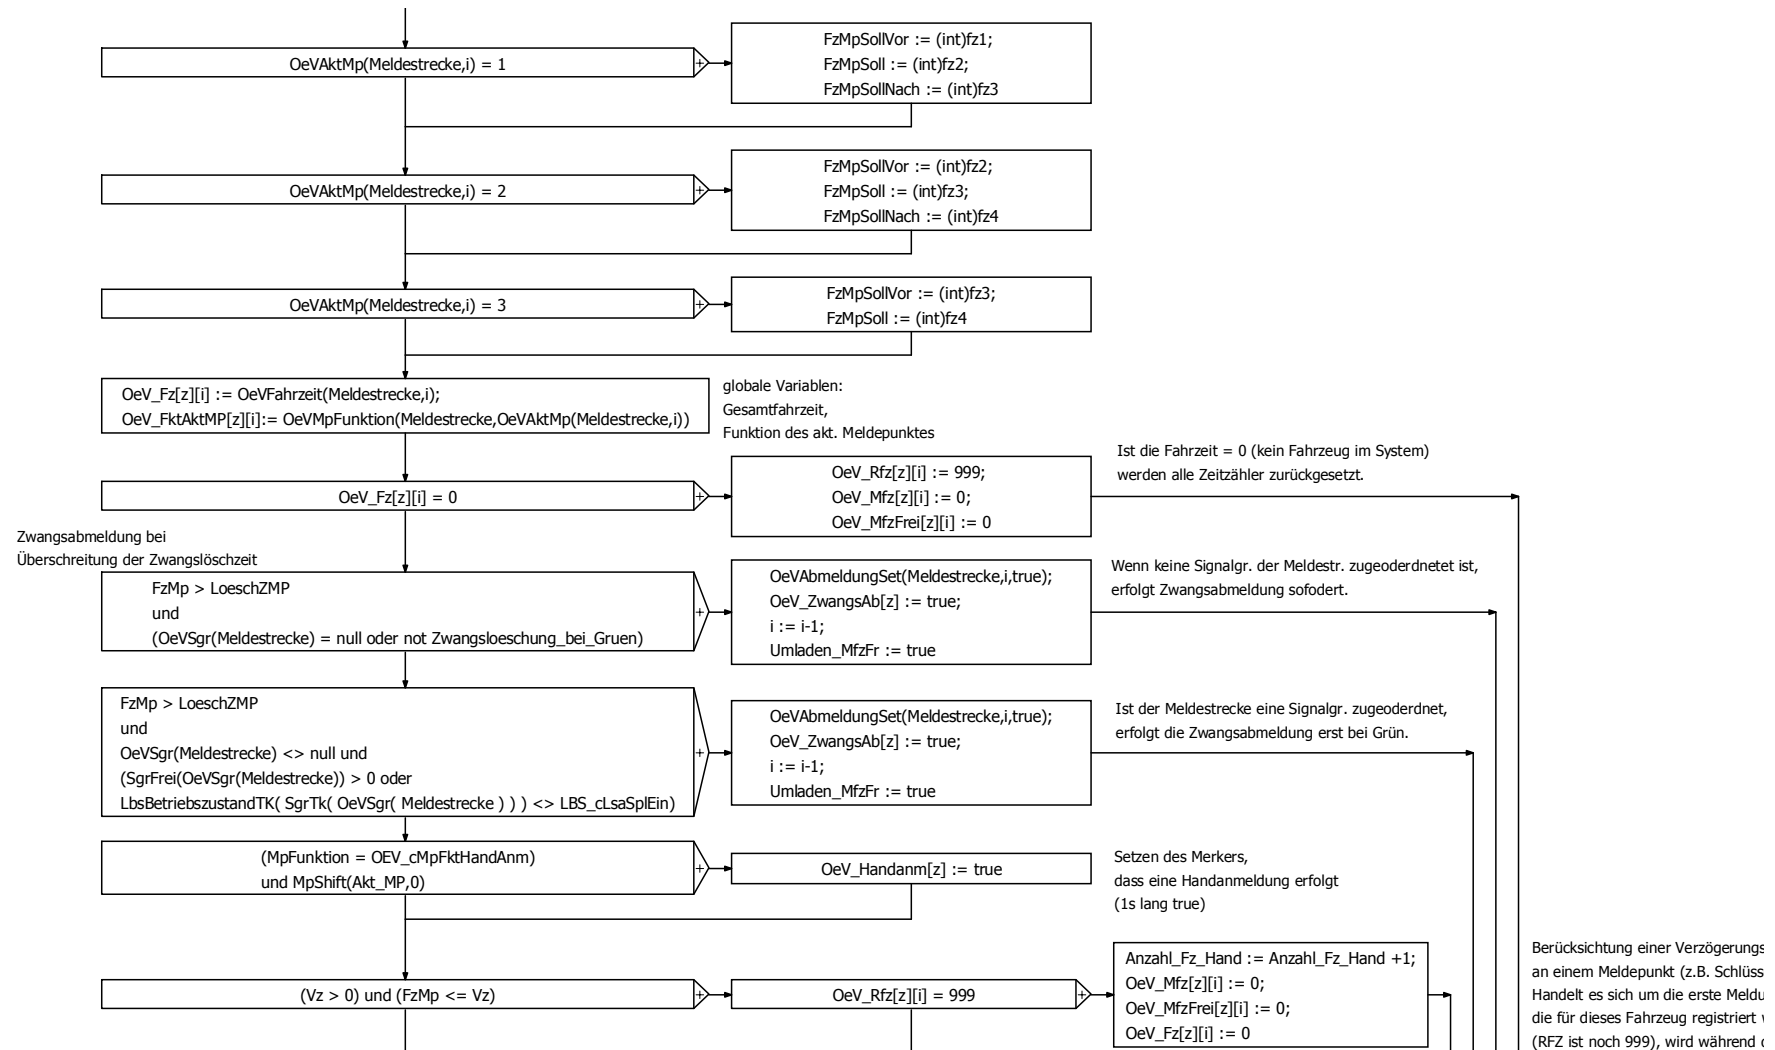 OeVAktMp(Meldestrecke,i) = 1
+
FzMpSollVor := (int)fz1;
FzMpSoll := (int)fz2;
FzMpSollNach := (int)fz3
OeVAktMp(Meldestrecke,i) = 2
+
FzMpSollVor := (int)fz2;
FzMpSoll := (int)fz3;
FzMpSollNach := (int)fz4
OeVAktMp(Meldestrecke,i) = 3
+
FzMpSollVor := (int)fz3;
FzMpSoll := (int)fz4
OeV_Fz[z][i] := OeVFahrzeit(Meldestrecke,i);
OeV_FktAktMP[z][i]:= OeVMpFunktion(Meldestrecke,OeVAktMp(Meldestrecke,i))
globale Variablen:
Gesamtfahrzeit,
Funktion des akt. Meldepunktes
OeV_Fz[z][i] = 0
+
OeV_Rfz[z][i] := 999;
OeV_Mfz[z][i] := 0;
OeV_MfzFrei[z][i] := 0
Ist die Fahrzeit = 0 (kein Fahrzeug im System)
werden alle Zeitzähler zurückgesetzt.
Zwangsabmeldung bei
Überschreitung der Zwangslöschzeit
FzMp > LoeschZMP
und
(OeVSgr(Meldestrecke) = null oder not Zwangsloeschung_bei_Gruen)
+
OeVAbmeldungSet(Meldestrecke,i,true);
OeV_ZwangsAb[z] := true;
i := i-1;
Umladen_MfzFr := true
Wenn keine Signalgr. der Meldestr. zugeoderdnetet ist,
erfolgt Zwangsabmeldung sofodert.
FzMp > LoeschZMP
und
OeVSgr(Meldestrecke) <> null und
(SgrFrei(OeVSgr(Meldestrecke)) > 0 oder
LbsBetriebszustandTK( SgrTk( OeVSgr( Meldestrecke ) ) ) <> LBS_cLsaSplEin)
+
OeVAbmeldungSet(Meldestrecke,i,true);
OeV_ZwangsAb[z] := true;
i := i-1;
Umladen_MfzFr := true
Ist der Meldestrecke eine Signalgr. zugeoderdnet,
erfolgt die Zwangsabmeldung erst bei Grün.
(MpFunktion = OEV_cMpFktHandAnm)
und MpShift(Akt_MP,0)
+
OeV_Handanm[z] := true
Setzen des Merkers,
dass eine Handanmeldung erfolgt
(1s lang true)
(Vz > 0) und (FzMp <= Vz)
+
OeV_Rfz[z][i] = 999
+
Anzahl_Fz_Hand := Anzahl_Fz_Hand +1;
OeV_Mfz[z][i] := 0;
OeV_MfzFrei[z][i] := 0;
OeV_Fz[z][i] := 0
Berücksichtung einer Verzögerungs
an einem Meldepunkt (z.B. Schlüss
Handelt es sich um die erste Meldu
die für dieses Fahrzeug registriert
(RFZ ist noch 999), wird während